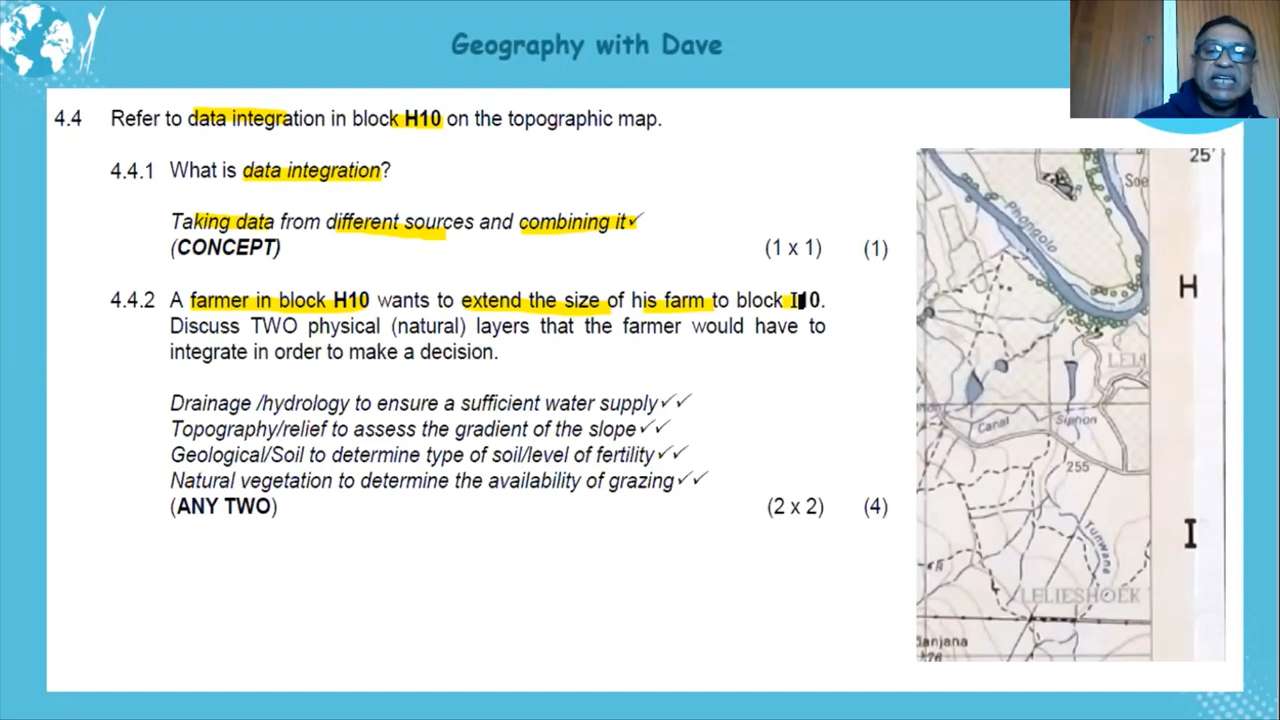 Geography with Dave
4.4 Refer to data integration in block H10 on the topographic map.
4.4.1 What is data integration?
Taking data from different sources and combining it✓
(CONCEPT) (1 x 1) (1)
4.4.2 A farmer in block H10 wants to extend the size of his farm to block I10.
Discuss TWO physical (natural) layers that the farmer would have to
integrate in order to make a decision.
Drainage /hydrology to ensure a sufficient water supply✓✓
Topography/relief to assess the gradient of the slope✓✓
Geological/Soil to determine type of soil/level of fertility✓✓
Natural vegetation to determine the availability of grazing✓✓
(ANY TWO) (2 x 2) (4)
25'
Soe
Phongolo
H
Canal
Siphon
255
Tunwane
I
LELIESHOEK